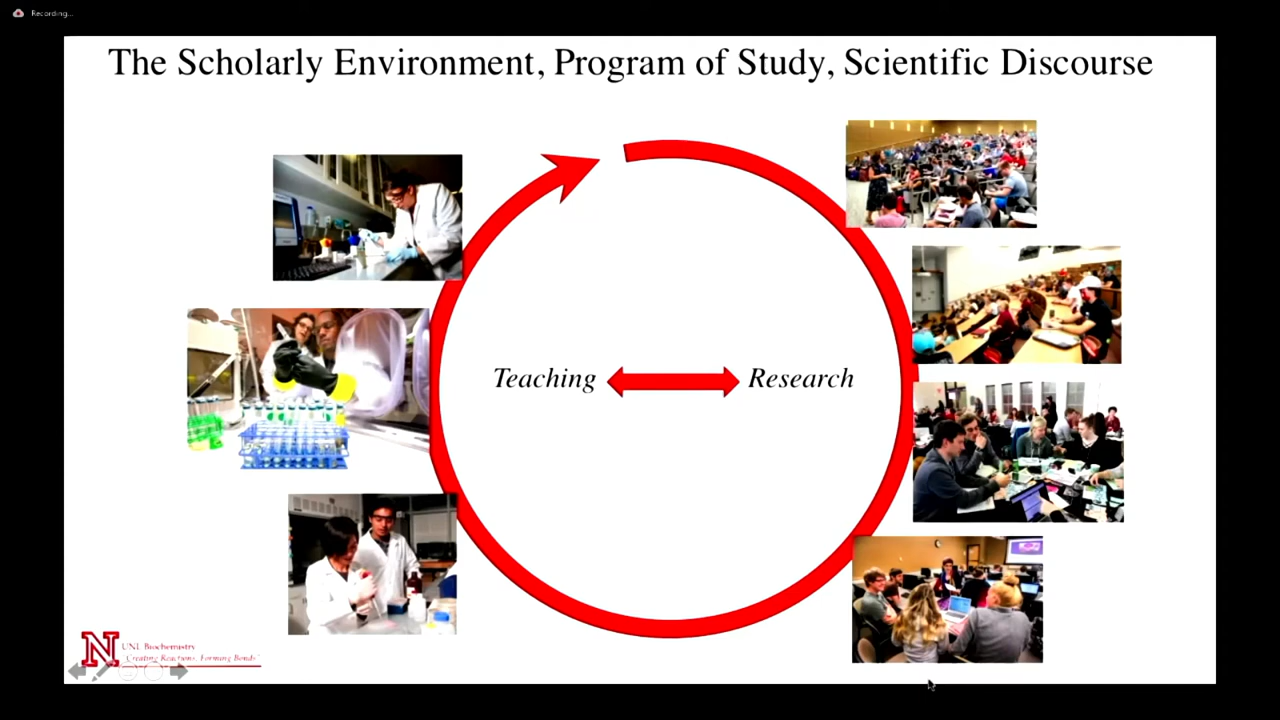 Recording...
The Scholarly Environment, Program of Study, Scientific Discourse
Teaching
Research
N
UNL Biochemistry
"Creating Reactions, Forming Bonds"